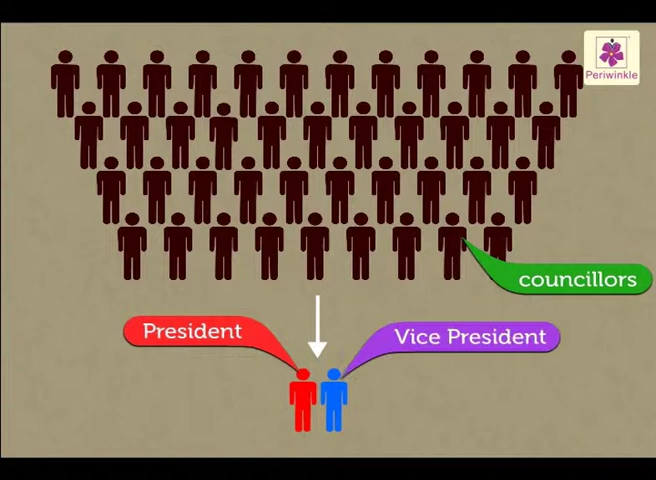 Periwinkle
councillors
President
Vice President